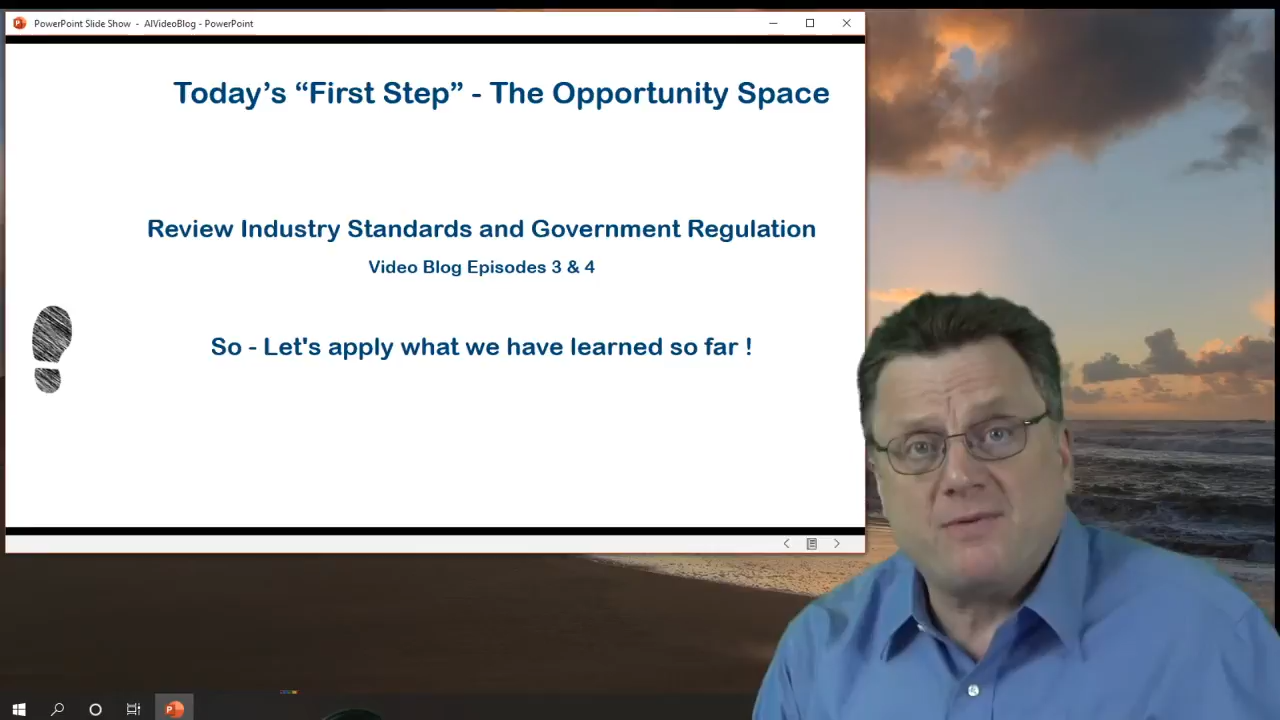 PowerPoint Slide Show - AIVideoBlog - PowerPoint
Today’s “First Step” - The Opportunity Space
Review Industry Standards and Government Regulation
Video Blog Episodes 3 & 4
So - Let's apply what we have learned so far !